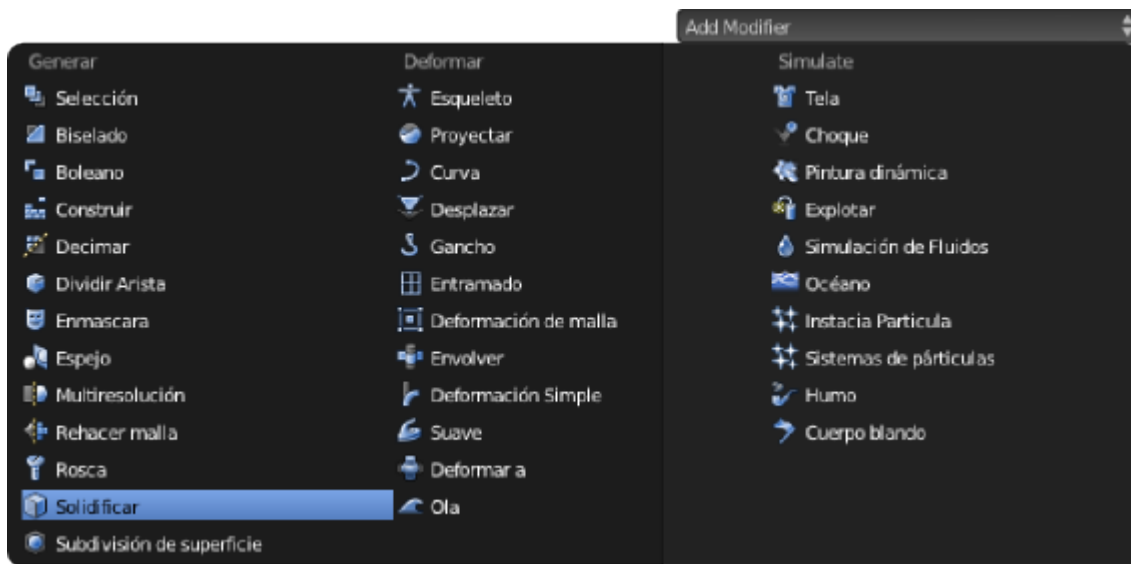 Add Modifier
Generar
Selección
Biselado
Boleano
Construir
Decimar
Dividir Arista
Enmascara
Espejo
Multiresolución
Rehacer malla
Rosca
Solidificar
Subdivisión de superficie
Deformar
Esqueleto
Proyectar
Curva
Desplazar
Gancho
Entramado
Deformación de malla
Envolver
Deformación Simple
Suave
Deformar a
Ola
Simulate
Tela
Choque
Pintura dinámica
Explotar
Simulación de Fluidos
Océano
Instacia Particula
Sistemas de párticulas
Humo
Cuerpo blando